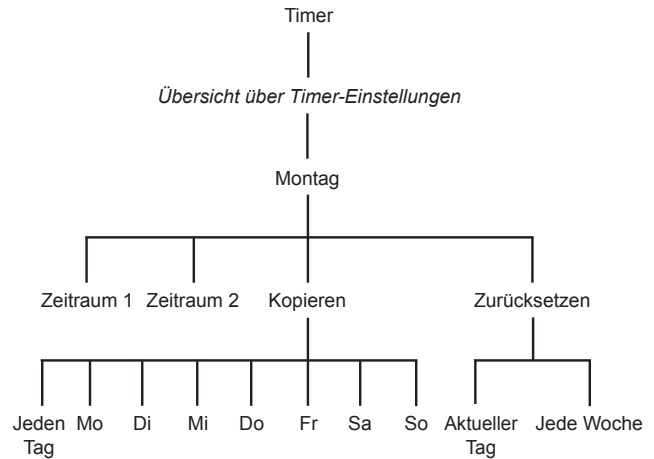 Timer
Übersicht über Timer-Einstellungen
Montag
Zeitraum 1 Zeitraum 2 Kopieren Zurücksetzen
Jeden Mo Di Mi Do Fr Sa So Aktueller Jede Woche
Tag Tag